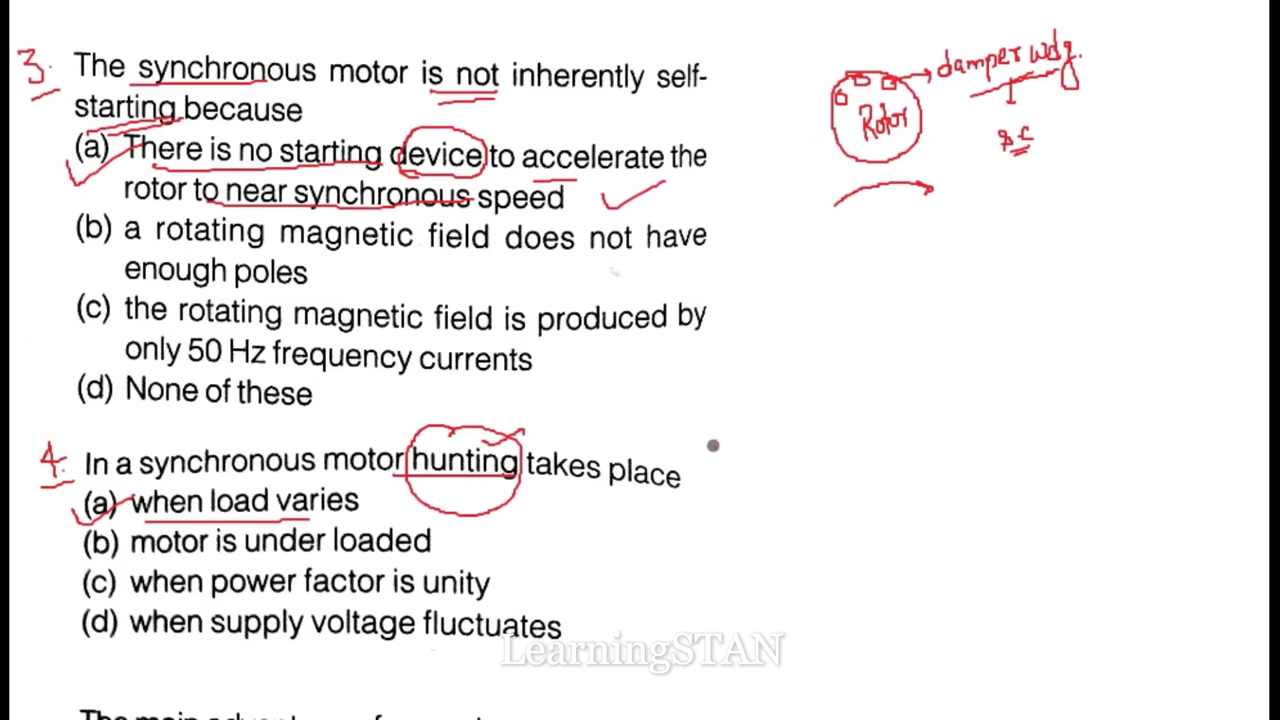 3. The synchronous motor is not inherently self-
starting because
(a) There is no starting device to accelerate the
rotor to near synchronous speed
(b) a rotating magnetic field does not have
enough poles
(c) the rotating magnetic field is produced by
only 50 Hz frequency currents
(d) None of these
damper wdg.
Rotor
4. In a synchronous motor hunting takes place
(a) when load varies
(b) motor is under loaded
(c) when power factor is unity
(d) when supply voltage fluctuates
LearningSTAN